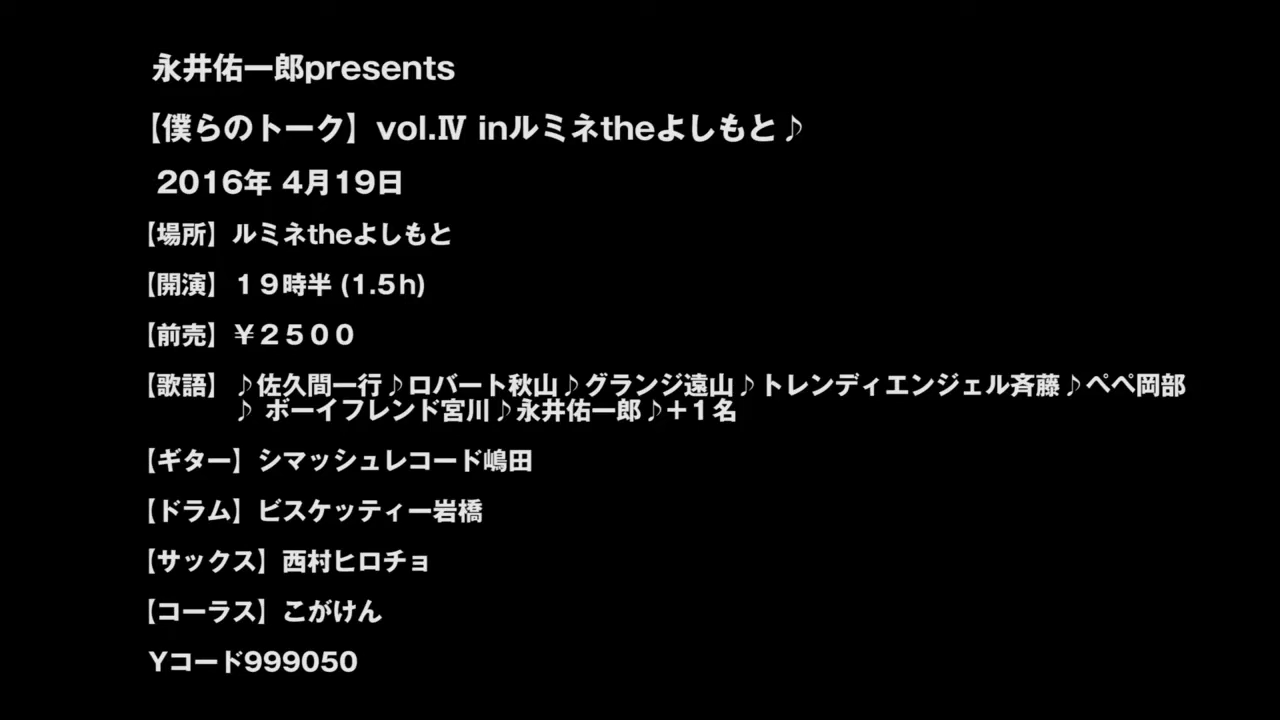 永井佑一郎presents
【僕らのトーク】vol.Ⅳ inルミネtheよしもと♪
2016年 4月19日
【場所】ルミネtheよしもと
【開演】１９時半 (1.5h)
【前売】￥２５００
【歌語】♪佐久間一行♪ロバート秋山♪グランジ遠山♪トレンディエンジェル斉藤♪ペペ岡部
♪ ボーイフレンド宮川♪永井佑一郎♪＋１名
【ギター】シマッシュレコード嶋田
【ドラム】ビスケッティー岩橋
【サックス】西村ヒロチョ
【コーラス】こがけん
Yコード999050